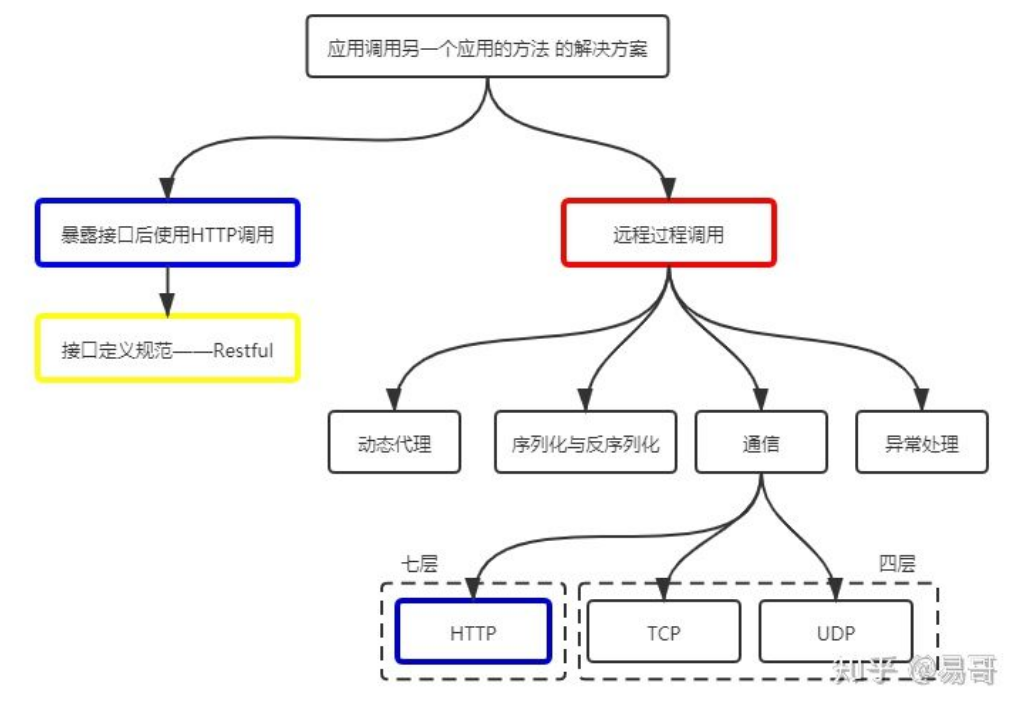 应用调用另一个应用的方法 的解决方案
暴露接口后使用HTTP调用
远程过程调用
接口定义规范——Restful
动态代理
序列化与反序列化
通信
异常处理
七层
四层
HTTP
TCP
UDP
知乎 @易哥